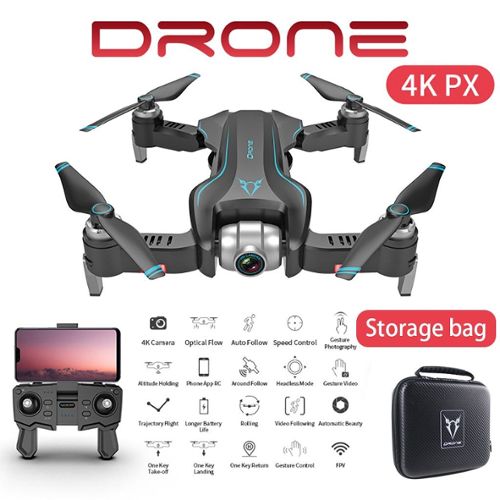 DRONE
4K PX
DRONE
Storage bag
4K Camera
Optical Flow
Auto Follow
Speed Control
Gesture
Photography
Altitude Holding
Phone App RC
Around Follow
Headless Mode
Gesture Video
Trajectory Flight
Longer Battery
Life
Rolling
Video Following
Automatic Beauty
One Key
Take-off
One Key
Landing
One Key Return
Gesture Control
FPV
DRONE